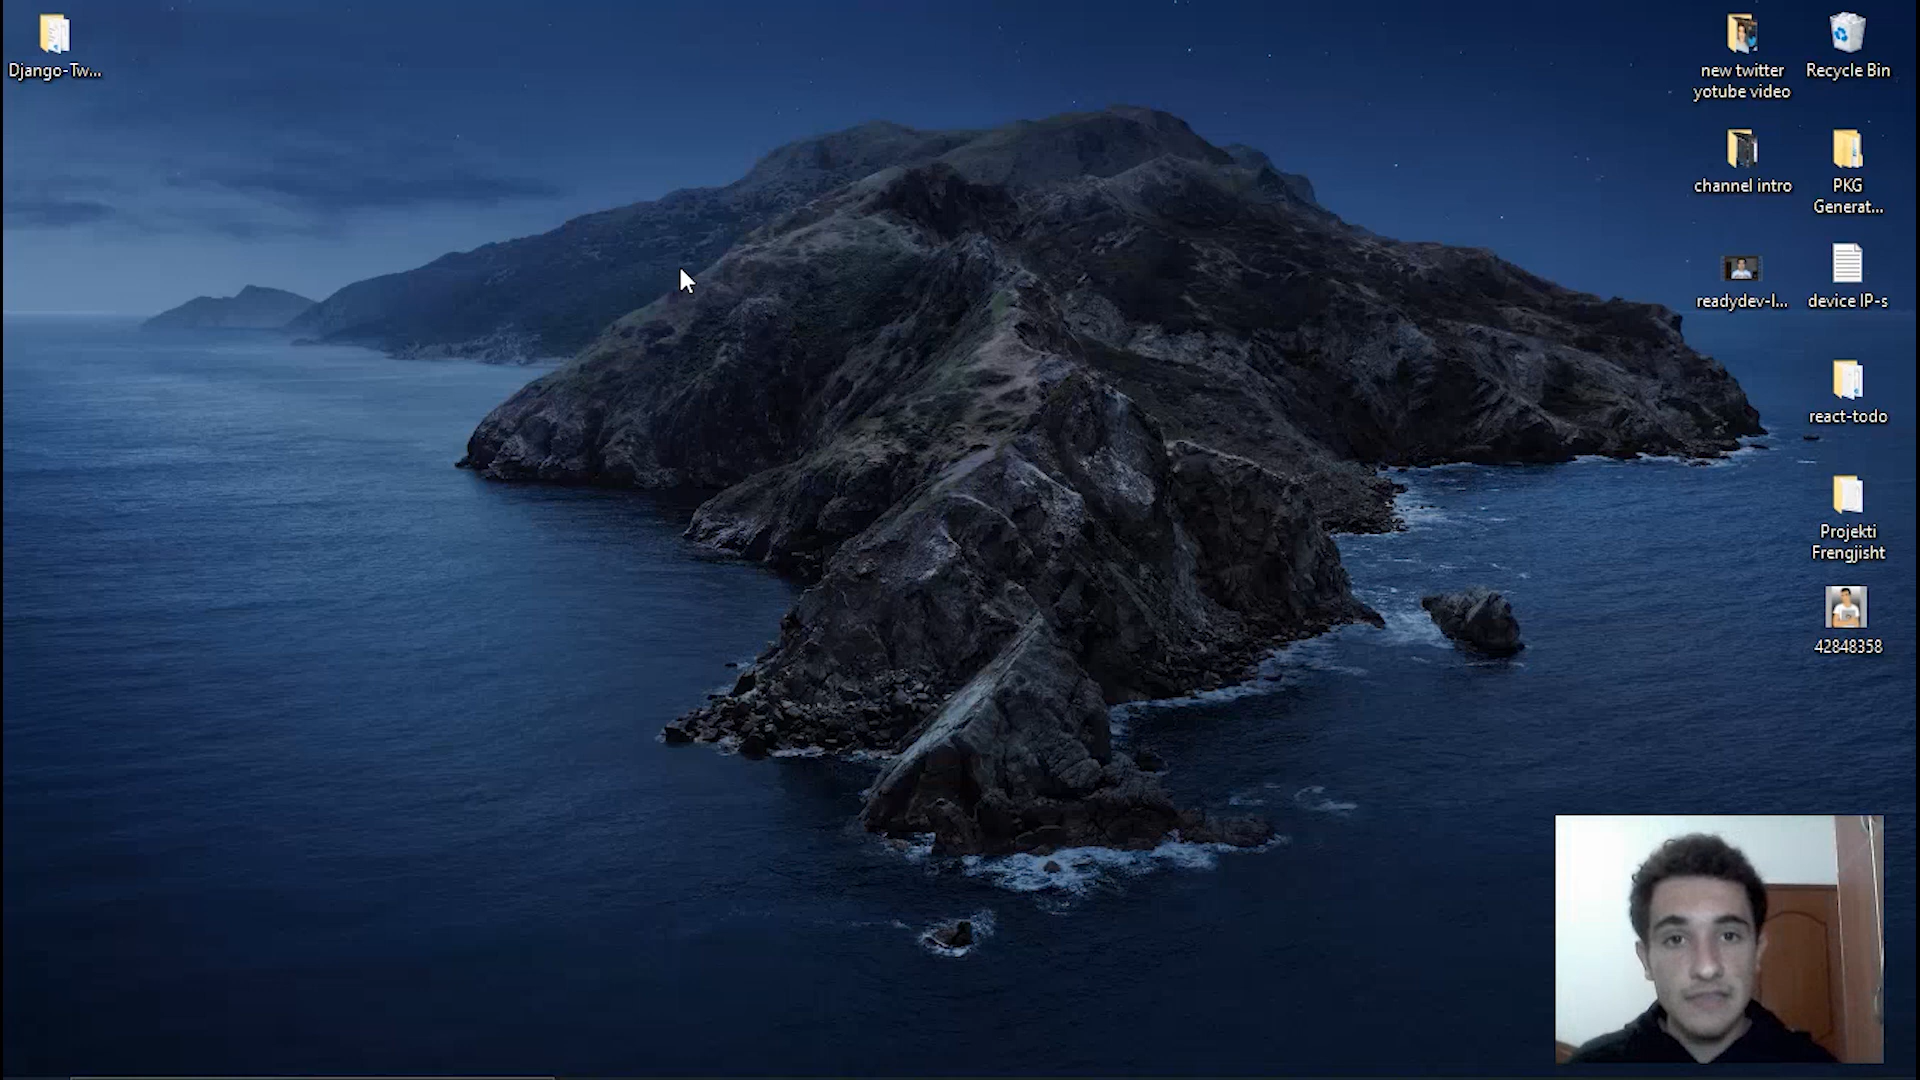 Django-Tw...
new twitter
yotube video
Recycle Bin
channel intro
PKG
Generat...
readydev-l...
device IP-s
react-todo
Projekti
Frengjisht
42848358